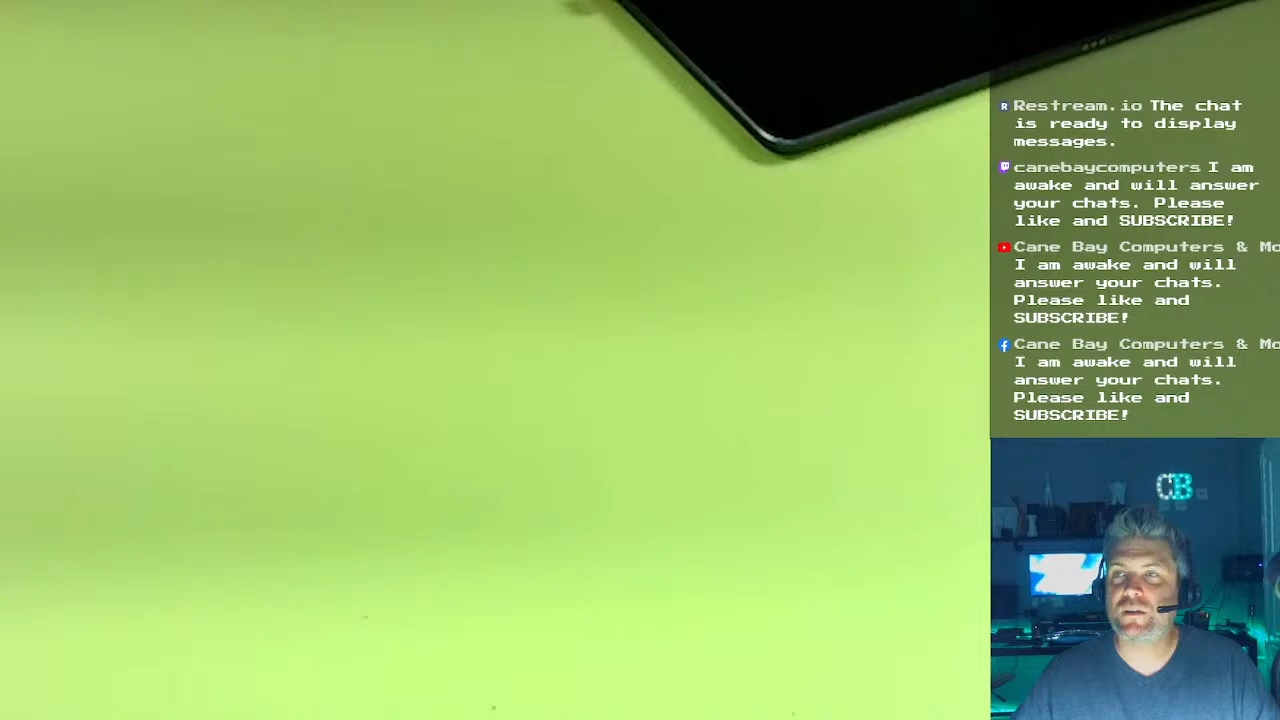 Restream.io The chat
is ready to display
messages.
canebaycomputers I am
awake and will answer
your chats. Please
like and SUBSCRIBE!
Cane Bay Computers & Mo
I am awake and will
answer your chats.
Please like and
SUBSCRIBE!
Cane Bay Computers & Mo
I am awake and will
answer your chats.
Please like and
SUBSCRIBE!
CB